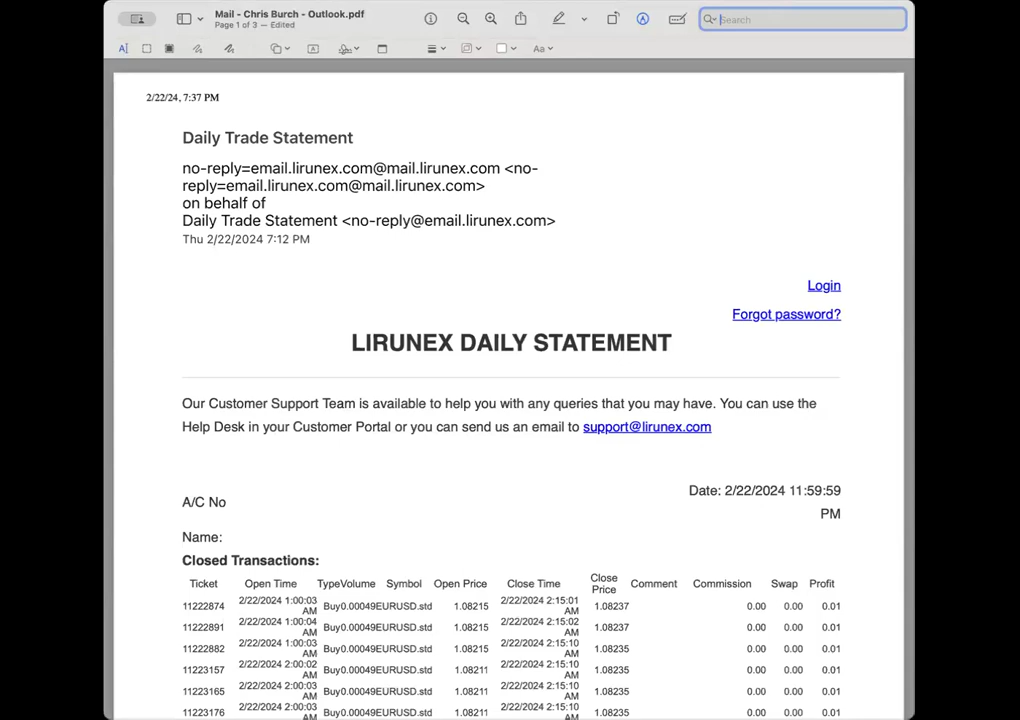 Mail - Chris Burch - Outlook.pdf
Page 1 of 3 — Edited
Search
Aa
2/22/24, 7:37 PM
Daily Trade Statement
no-reply=email.lirunex.com@mail.lirunex.com <no-
reply=email.lirunex.com@mail.lirunex.com>
on behalf of
Daily Trade Statement <no-reply@email.lirunex.com>
Thu 2/22/2024 7:12 PM
Login
Forgot password?
LIRUNEX DAILY STATEMENT
Our Customer Support Team is available to help you with any queries that you may have. You can use the
Help Desk in your Customer Portal or you can send us an email to support@lirunex.com
Date: 2/22/2024 11:59:59
PM
A/C No
Name:
Closed Transactions:
Ticket Open Time TypeVolume Symbol Open Price Close Time Close Price Comment Commission Swap Profit
11222874 2/22/2024 1:00:03 AM Buy0.00049EURUSD.std 1.08215 2/22/2024 2:15:01 AM 1.08237 0.00 0.00 0.01
11222891 2/22/2024 1:00:04 AM Buy0.00049EURUSD.std 1.08215 2/22/2024 2:15:02 AM 1.08237 0.00 0.00 0.01
11222882 2/22/2024 1:00:03 AM Buy0.00049EURUSD.std 1.08215 2/22/2024 2:15:10 AM 1.08235 0.00 0.00 0.01
11223157 2/22/2024 2:00:02 AM Buy0.00049EURUSD.std 1.08211 2/22/2024 2:15:10 AM 1.08235 0.00 0.00 0.01
11223165 2/22/2024 2:00:03 AM Buy0.00049EURUSD.std 1.08211 2/22/2024 2:15:10 AM 1.08235 0.00 0.00 0.01
11223176 2/22/2024 2:00:03 AM Buy0.00049EURUSD.std 1.08211 2/22/2024 2:15:10 AM 1.08235 0.00 0.00 0.01